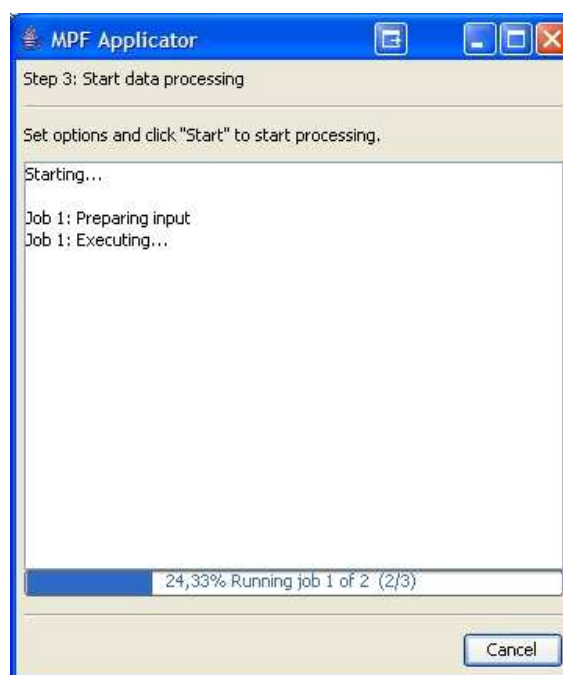 MPF Applicator
Step 3: Start data processing
Set options and click "Start" to start processing.
Starting...
Job 1: Preparing input
Job 1: Executing...
24,33% Running job 1 of 2 (2/3)
Cancel